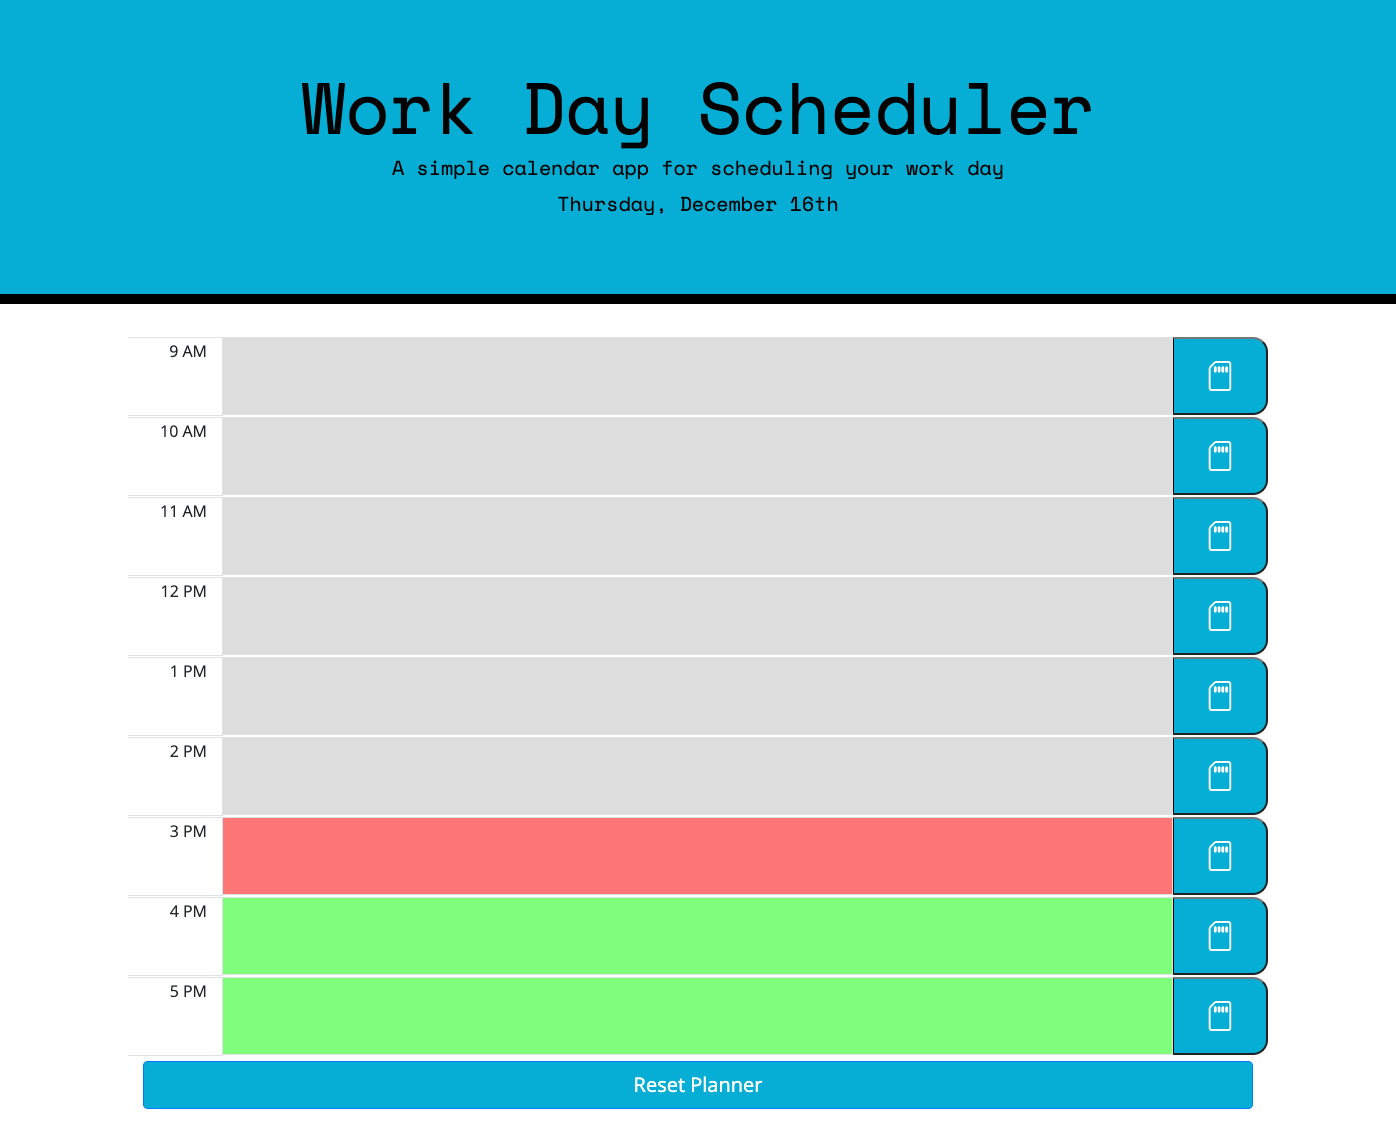 Work Day Scheduler
A simple calendar app for scheduling your work day
Thursday, December 16th
9 AM
10 AM
11 AM
12 PM
1 PM
2 PM
3 PM
4 PM
5 PM
Reset Planner